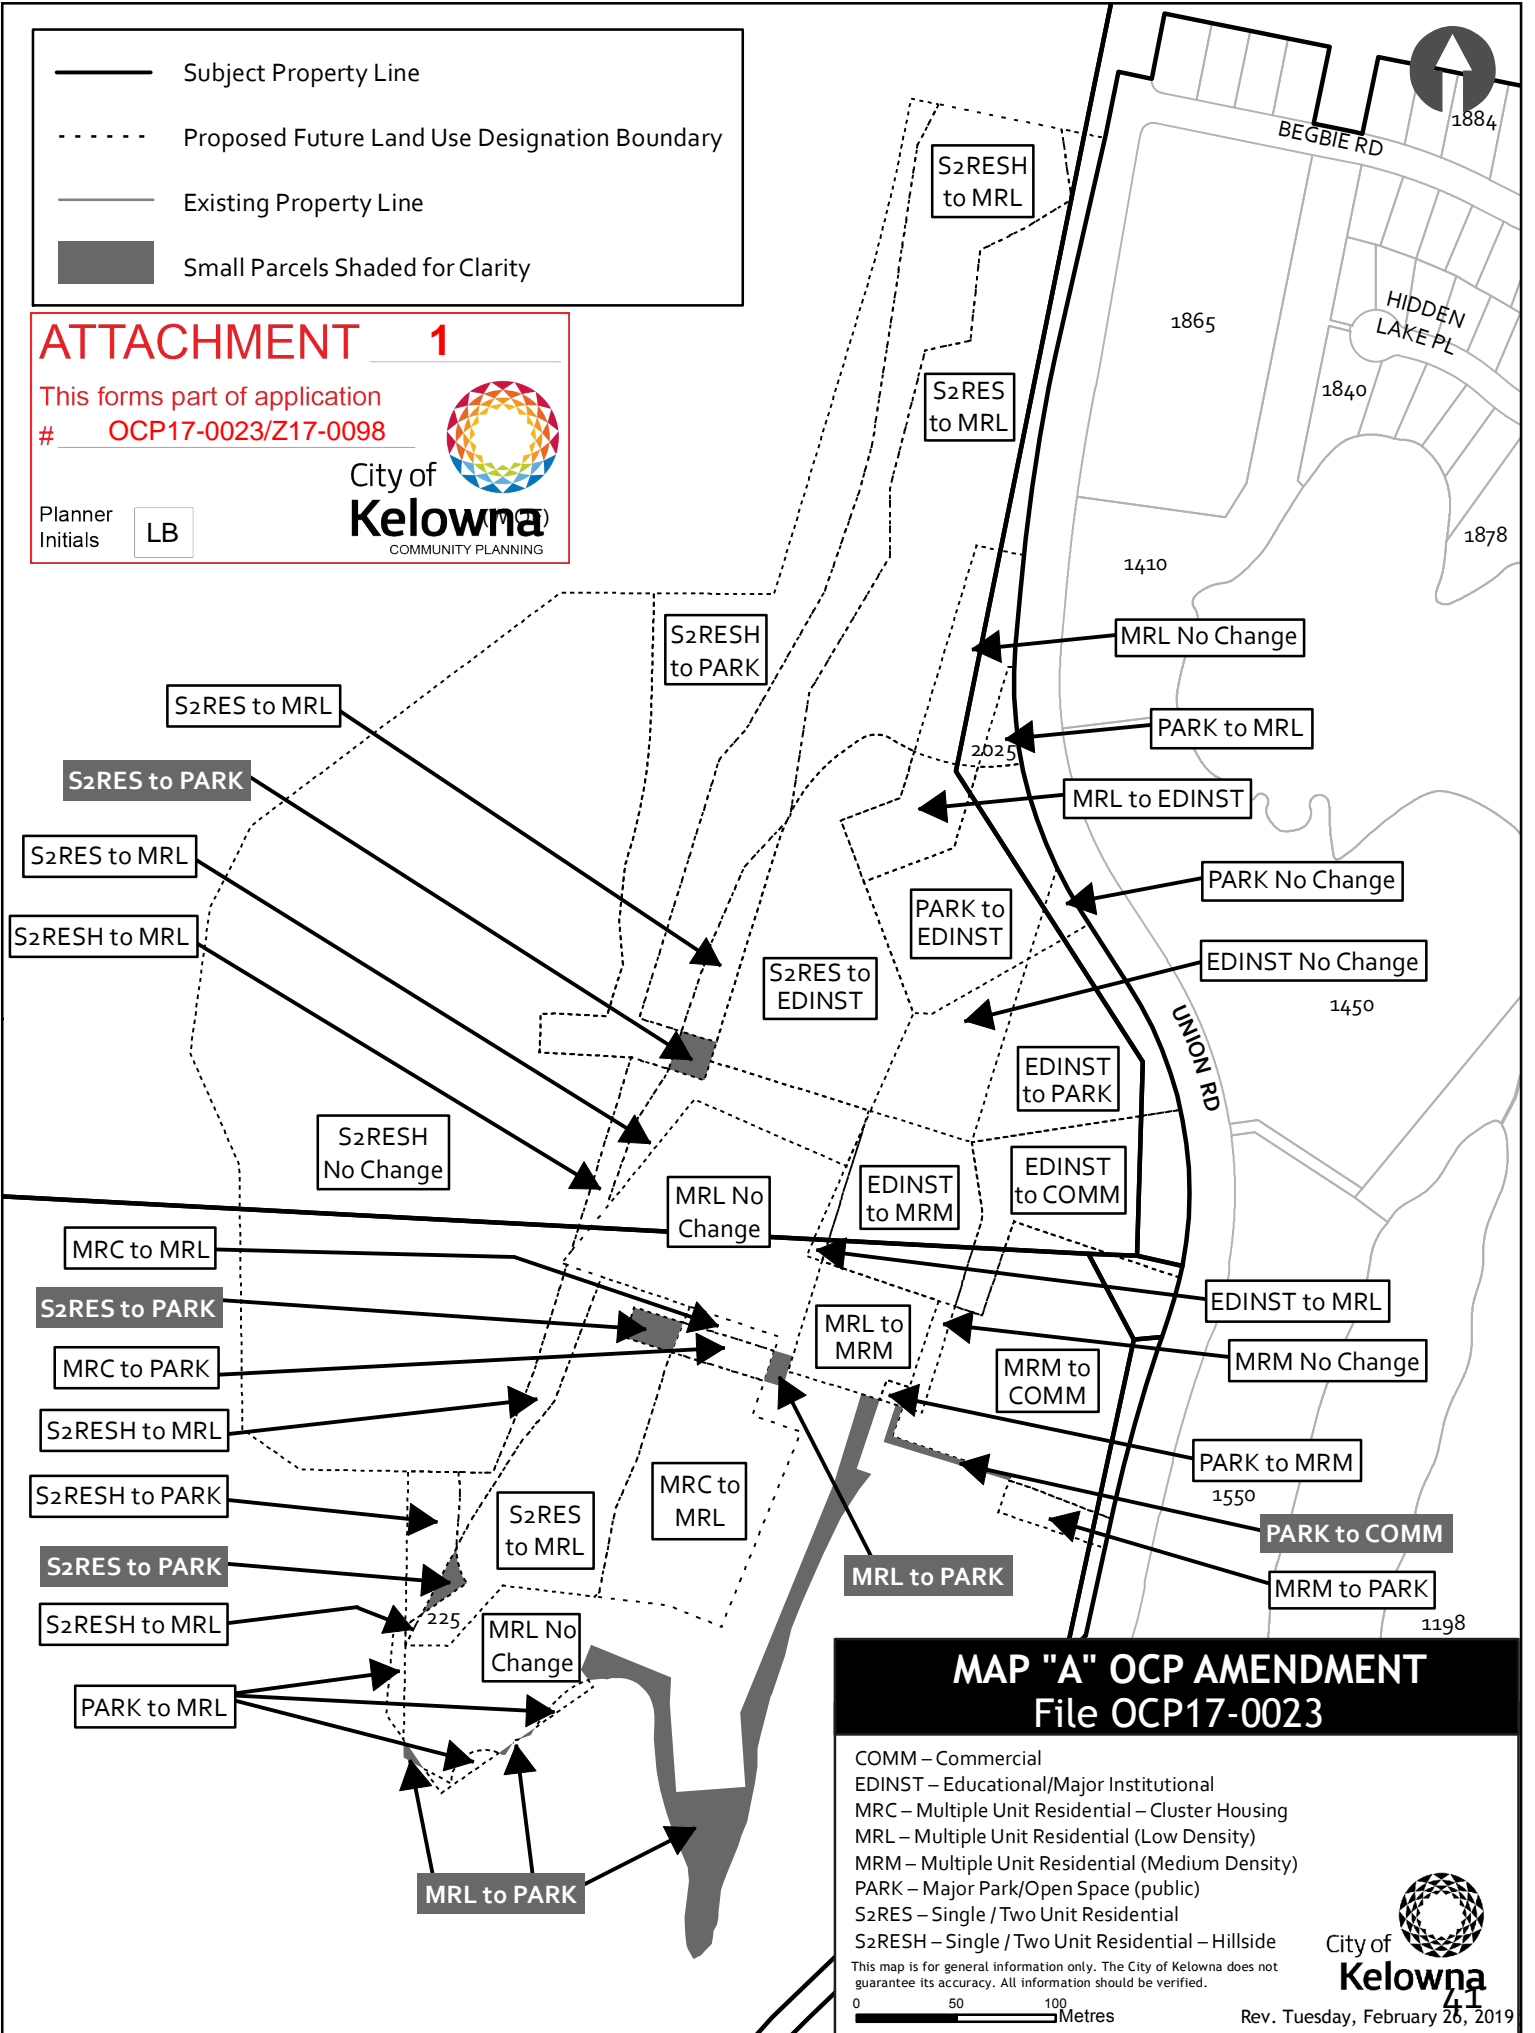 Subject Property Line
Proposed Future Land Use Designation Boundary
Existing Property Line
Small Parcels Shaded for Clarity
ATTACHMENT 1
This forms part of application
# OCP17-0023/Z17-0098
City of
Kelowna
COMMUNITY PLANNING
Planner
Initials
LB
1884
BEGBIE RD
S2RESH
to MRL
1865
HIDDEN
LAKE PL
1840
S2RES
to MRL
1878
1410
S2RESH
to PARK
MRL No Change
S2RES to MRL
PARK to MRL
2025
S2RES to PARK
MRL to EDINST
S2RES to MRL
PARK No Change
PARK to
EDINST
S2RESH to MRL
EDINST No Change
S2RES to
EDINST
1450
UNION RD
EDINST
to PARK
S2RESH
No Change
EDINST
to COMM
EDINST
to MRM
MRL No
Change
MRC to MRL
S2RES to PARK
EDINST to MRL
MRL to
MRM
MRC to PARK
MRM No Change
MRM to
COMM
S2RESH to MRL
PARK to MRM
S2RESH to PARK
MRC to
MRL
1550
S2RES
to MRL
PARK to COMM
S2RES to PARK
MRL to PARK
MRM to PARK
S2RESH to MRL
225
1198
MRL No
Change
PARK to MRL
MRL to PARK
MAP "A" OCP AMENDMENT
File OCP17-0023
COMM – Commercial
EDINST – Educational/Major Institutional
MRC – Multiple Unit Residential – Cluster Housing
MRL – Multiple Unit Residential (Low Density)
MRM – Multiple Unit Residential (Medium Density)
PARK – Major Park/Open Space (public)
S2RES – Single / Two Unit Residential
S2RESH – Single / Two Unit Residential – Hillside
This map is for general information only. The City of Kelowna does not
guarantee its accuracy. All information should be verified.
0 50 100
Metres
City of
Kelowna
41
Rev. Tuesday, February 26, 2019